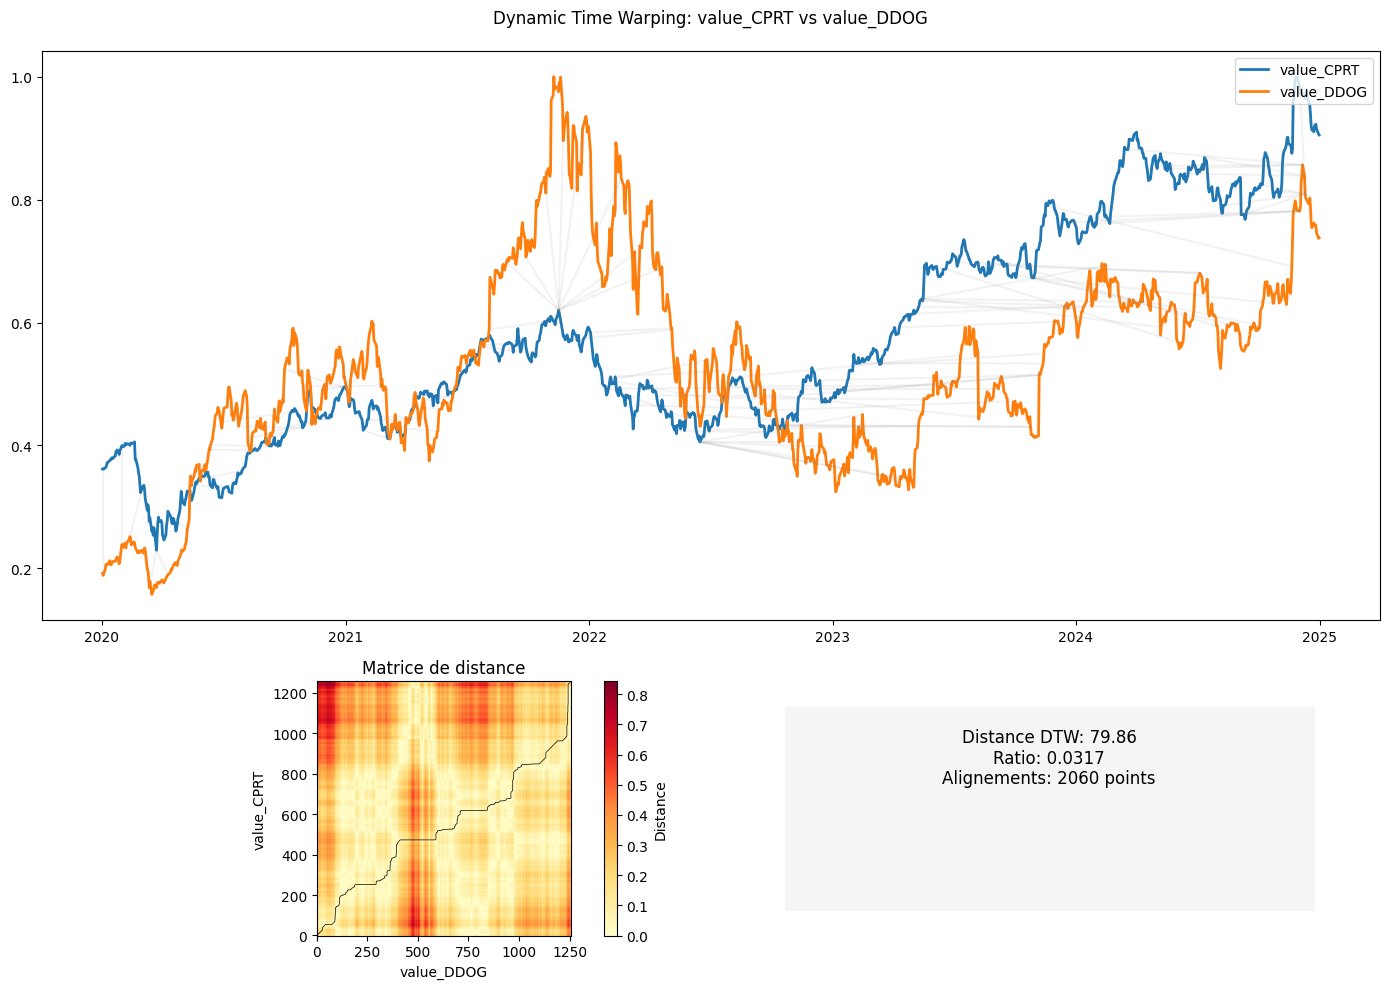 Dynamic Time Warping: value_CPRT vs value_DDOG
value_CPRT
value_DDOG
1.0
0.8
0.6
0.4
0.2
2020 2021 2022 2023 2024 2025
Matrice de distance
value_CPRT
1200
1000
800
600
400
200
0
0 250 500 750 1000 1250
value_DDOG
0.8
0.7
0.6
0.5
0.4
0.3
0.2
0.1
0.0
Distance
Distance DTW: 79.86
Ratio: 0.0317
Alignements: 2060 points